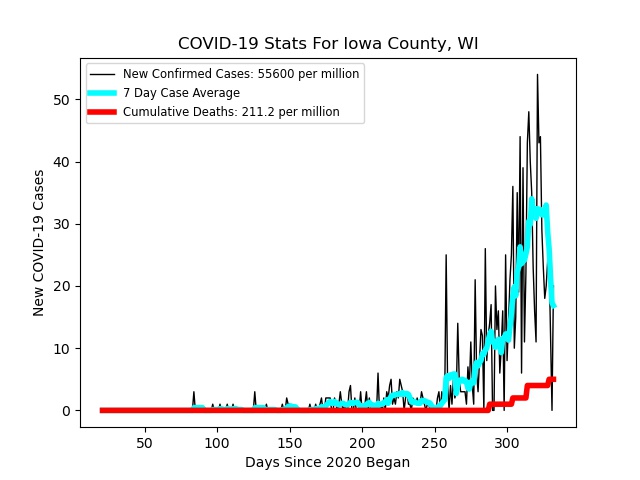 COVID-19 Stats For Iowa County, WI
New Confirmed Cases: 55600 per million
7 Day Case Average
Cumulative Deaths: 211.2 per million
New COVID-19 Cases
50
40
30
20
10
0
50 100 150 200 250 300
Days Since 2020 Began